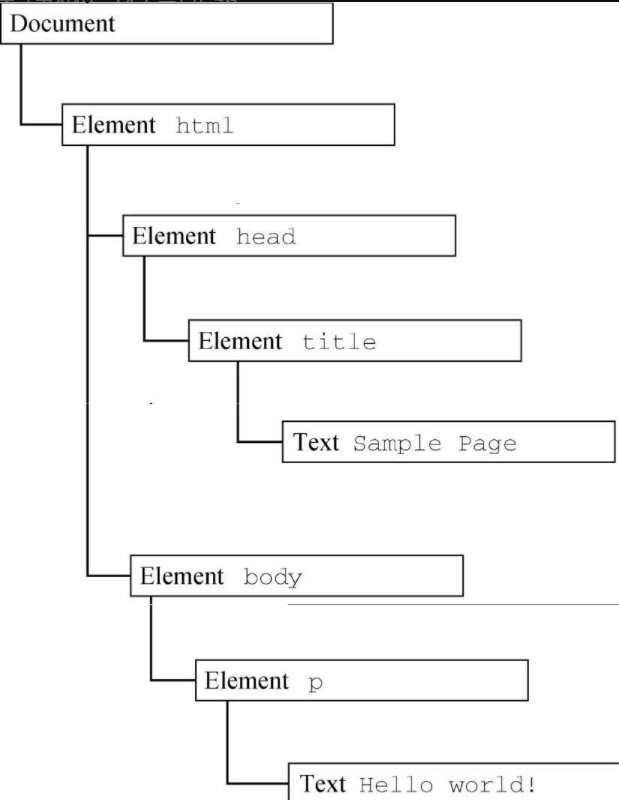 Document
Element html
Element head
Element title
Text Sample Page
Element body
Element p
Text Hello world!